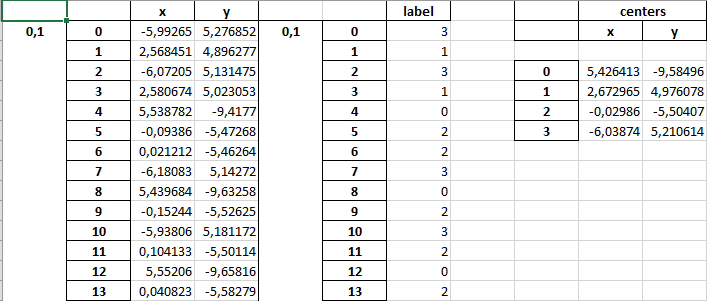 label centers
x y x y
0,1 0 -5,99265 5,276852 0,1 0 3
1 2,568451 4,896277 1 1
2 -6,07205 5,131475 2 3 0 5,426413 -9,58496
3 2,580674 5,023053 3 1 1 2,672965 4,976078
4 5,538782 -9,4177 4 0 2 -0,02986 -5,50407
5 -0,09386 -5,47268 5 2 3 -6,03874 5,210614
6 0,021212 -5,46264 6 2
7 -6,18083 5,14272 7 3
8 5,439684 -9,63258 8 0
9 -0,15244 -5,52625 9 2
10 -5,93806 5,181172 10 3
11 0,104133 -5,50114 11 2
12 5,55206 -9,65816 12 0
13 0,040823 -5,58279 13 2